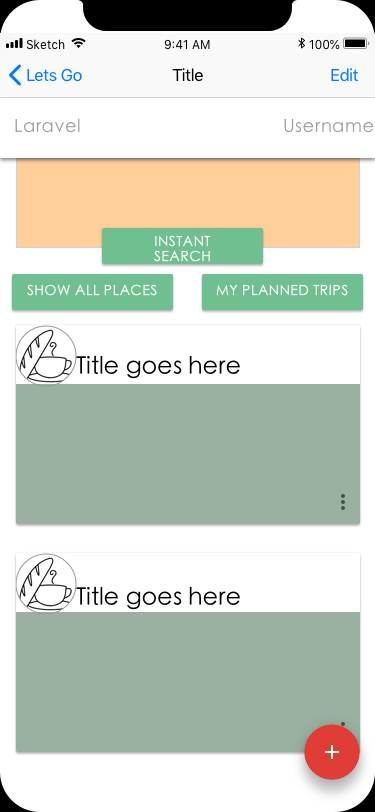 Sketch 9:41 AM 100%
Lets Go Title Edit
Laravel Username
INSTANT
SEARCH
SHOW ALL PLACES MY PLANNED TRIPS
Title goes here
Title goes here
+